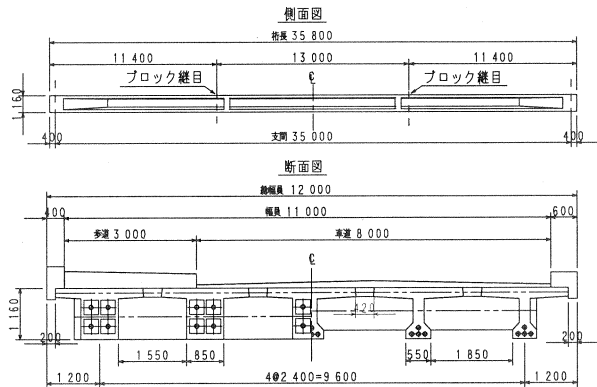 側面図
桁長 35 800
11 400
13 000
11 400
ブロック継目
℄
ブロック継目
1 160
400
支間 35 000
400
断面図
総幅員 12 000
400
幅員 11 000
600
歩道 3 000
車道 8 000
℄
1 160
420
200
200
1 550
850
550
1 850
1 200
4@2 400=9 600
1 200